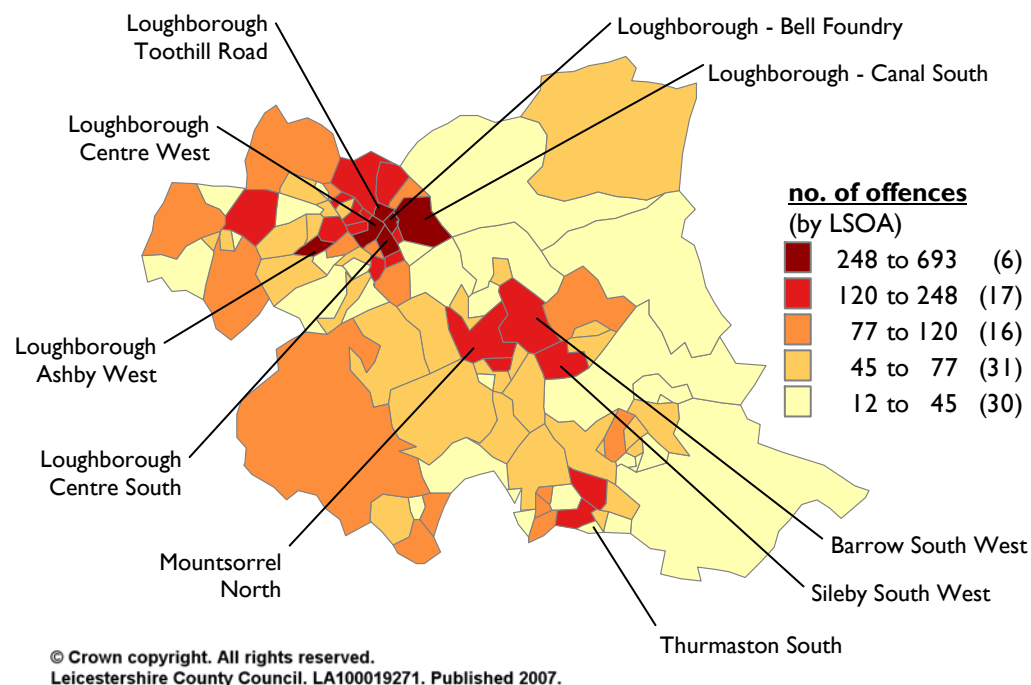 Loughborough
Toothill Road
Loughborough - Bell Foundry
Loughborough - Canal South
Loughborough
Centre West
no. of offences
(by LSOA)
248 to 693 (6)
120 to 248 (17)
77 to 120 (16)
45 to 77 (31)
12 to 45 (30)
Loughborough
Ashby West
Loughborough
Centre South
Mountsorrel
North
Barrow South West
Sileby South West
Thurmaston South
© Crown copyright. All rights reserved.
Leicestershire County Council. LA100019271. Published 2007.